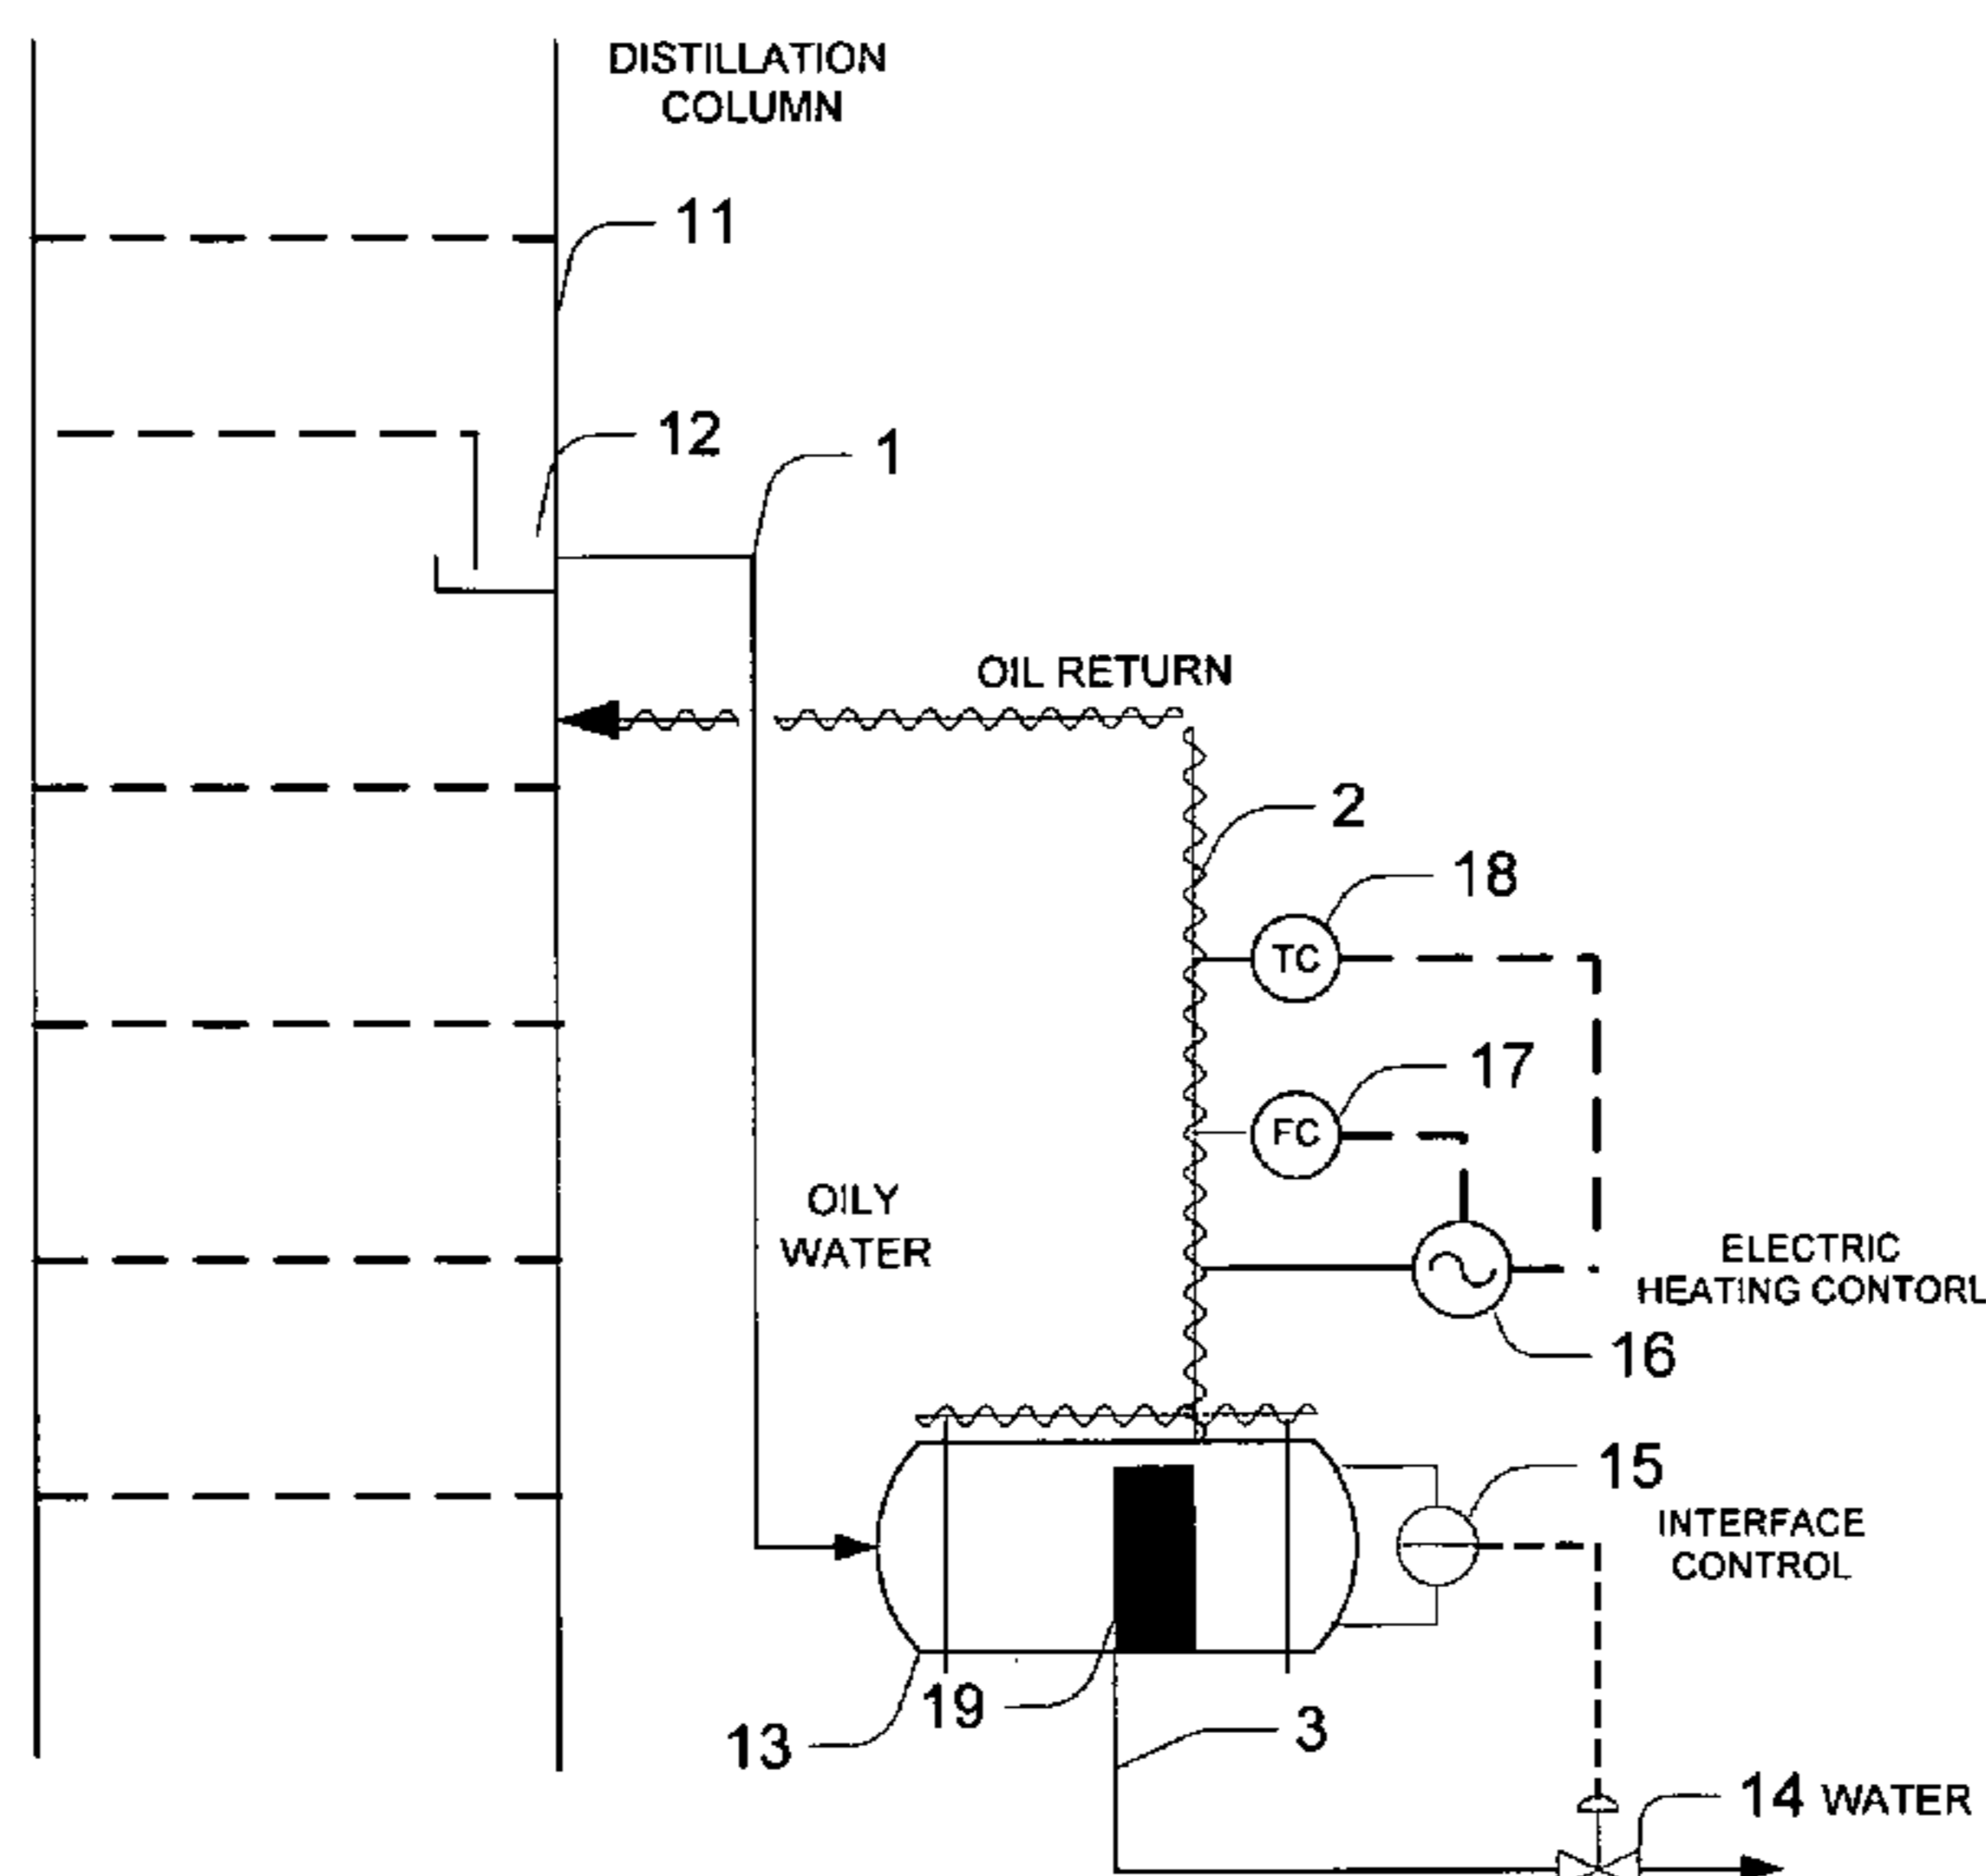 DISTILLATION
COLUMN
11
12
1
OIL RETURN
2
18
TC
17
FC
OILY
WATER
ELECTRIC
HEATING CONTORL
16
15
INTERFACE
CONTROL
19
13
3
14 WATER